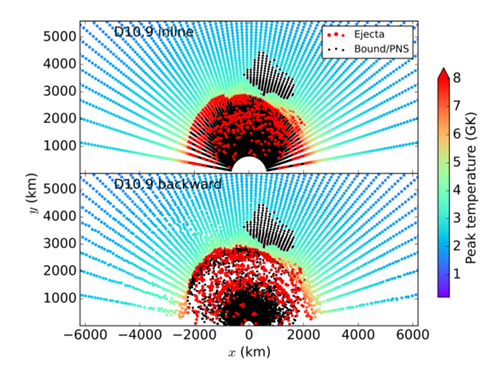 D10.9 inline
Ejecta
Bound/PNS
5000
4000
3000
2000
1000
D10.9 backward
5000
4000
3000
2000
1000
y (km)
−6000 −4000 −2000 0 2000 4000 6000
x (km)
8
7
6
5
4
3
2
1
Peak temperature (GK)